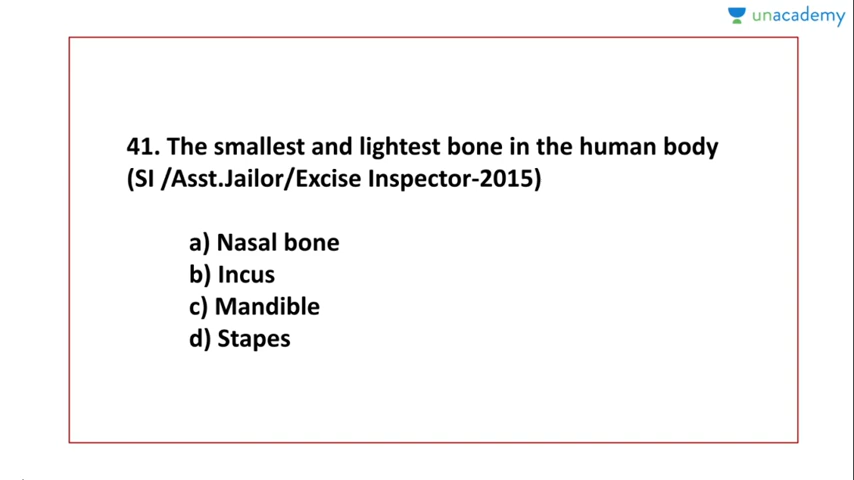 unacademy
41. The smallest and lightest bone in the human body
(SI /Asst.Jailor/Excise Inspector-2015)
a) Nasal bone
b) Incus
c) Mandible
d) Stapes